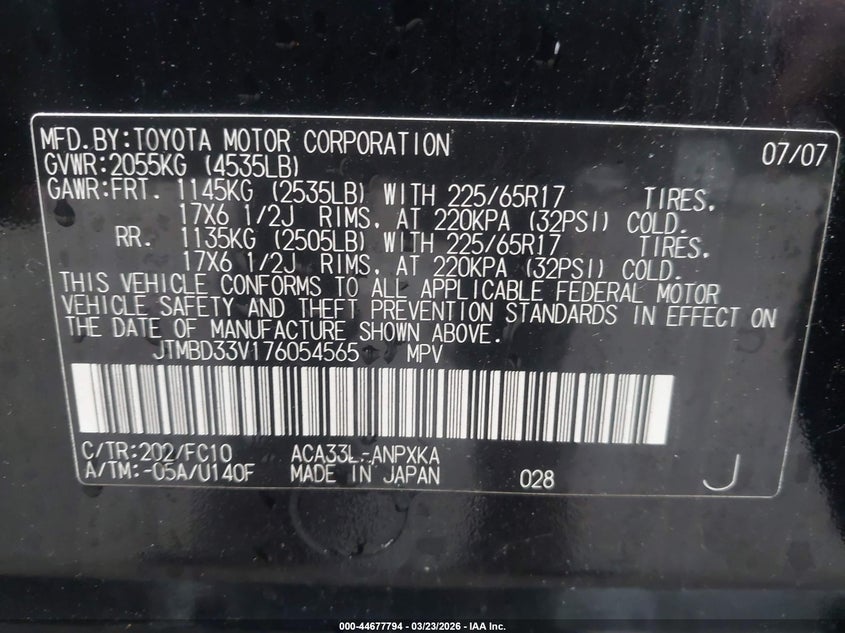 MFD.BY:TOYOTA MOTOR CORPORATION 07/07
GVWR:2055KG (4535LB)
GAWR:FRT. 1145KG (2535LB) WITH 225/65R17 TIRES,
17X6 1/2J RIMS, AT 220KPA (32PSI) COLD.
RR. 1135KG (2505LB) WITH 225/65R17 TIRES,
17X6 1/2J RIMS, AT 220KPA (32PSI) COLD.
THIS VEHICLE CONFORMS TO ALL APPLICABLE FEDERAL MOTOR
VEHICLE SAFETY AND THEFT PREVENTION STANDARDS IN EFFECT ON
THE DATE OF MANUFACTURE SHOWN ABOVE.
JTMBD33V176054565 MPV
C/TR:202/FC10 ACA33L-ANPXKA
A/TM:-05A/U140F MADE IN JAPAN 028 J
000-44677794 - 03/23/2026 - IAA Inc.